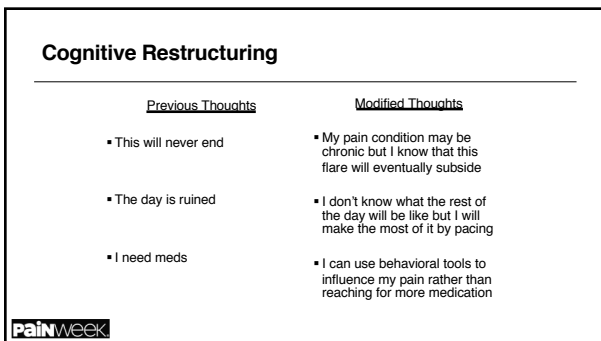 Cognitive Restructuring
Previous Thoughts
▪ This will never end
▪ The day is ruined
▪ I need meds
Modified Thoughts
▪ My pain condition may be
chronic but I know that this
flare will eventually subside
▪ I don't know what the rest of
the day will be like but I will
make the most of it by pacing
▪ I can use behavioral tools to
influence my pain rather than
reaching for more medication
PaiNWeek.